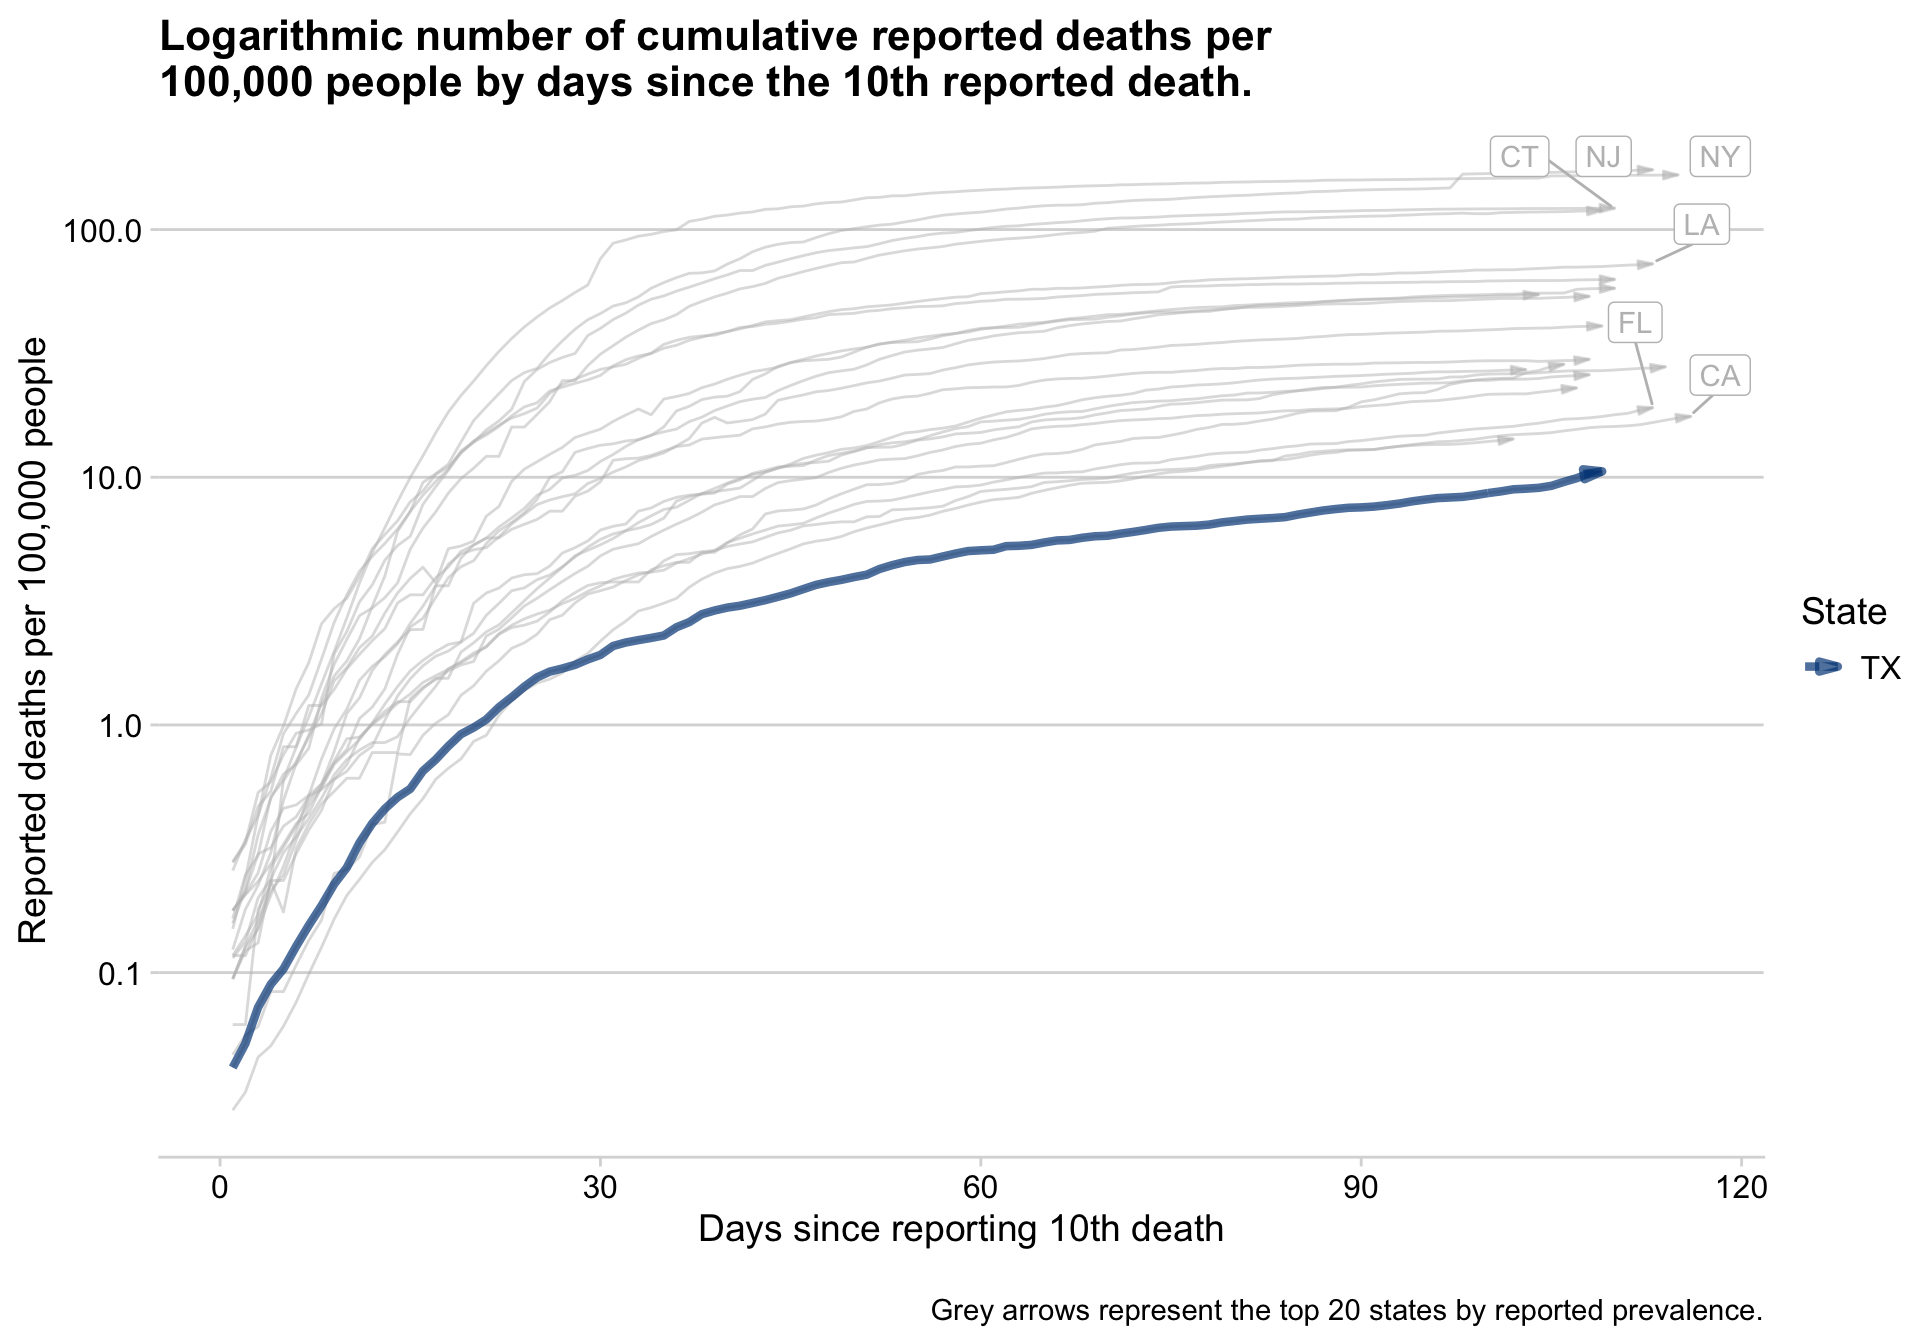 Logarithmic number of cumulative reported deaths per
100,000 people by days since the 10th reported death.
CT NJ NY
100.0
LA
FL
CA
10.0
1.0
0.1
Reported deaths per 100,000 people
State
TX
0 30 60 90 120
Days since reporting 10th death
Grey arrows represent the top 20 states by reported prevalence.